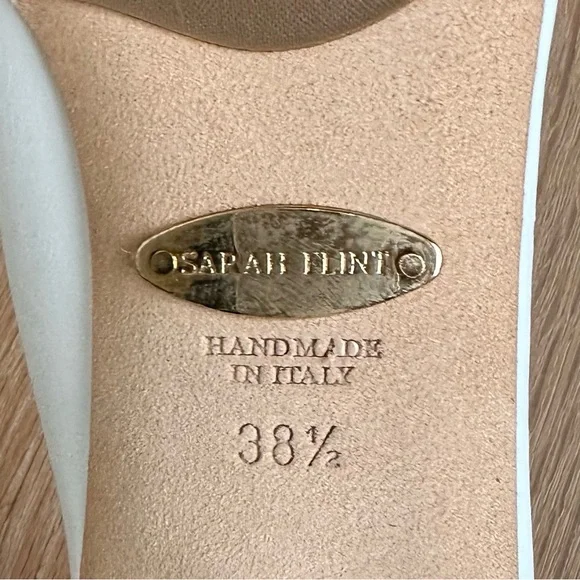 SARAH FLINT
HANDMADE
IN ITALY
38½